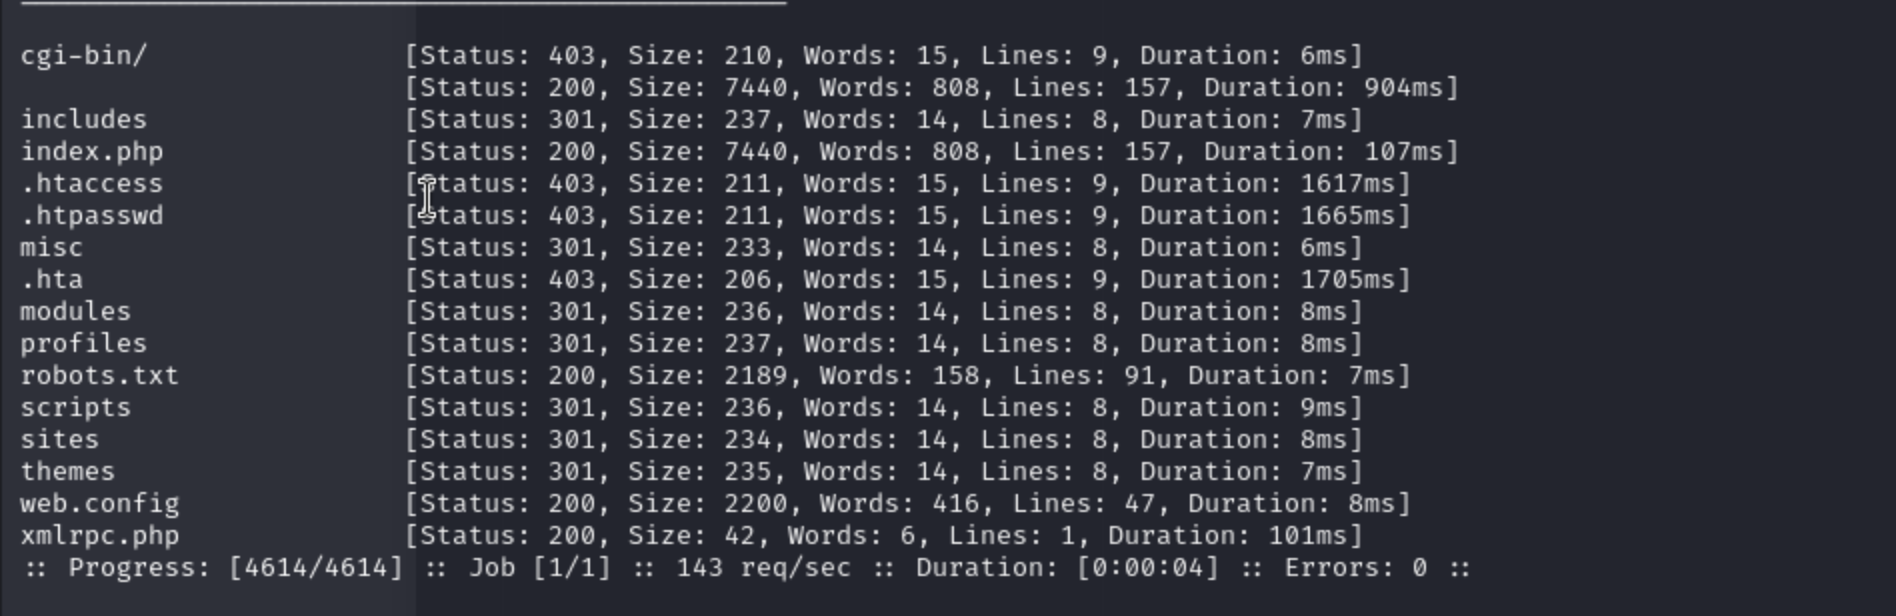 cgi-bin/ [Status: 403, Size: 210, Words: 15, Lines: 9, Duration: 6ms]
[Status: 200, Size: 7440, Words: 808, Lines: 157, Duration: 904ms]
includes [Status: 301, Size: 237, Words: 14, Lines: 8, Duration: 7ms]
index.php [Status: 200, Size: 7440, Words: 808, Lines: 157, Duration: 107ms]
.htaccess [Status: 403, Size: 211, Words: 15, Lines: 9, Duration: 1617ms]
.htpasswd [Status: 403, Size: 211, Words: 15, Lines: 9, Duration: 1665ms]
misc [Status: 301, Size: 233, Words: 14, Lines: 8, Duration: 6ms]
.hta [Status: 403, Size: 206, Words: 15, Lines: 9, Duration: 1705ms]
modules [Status: 301, Size: 236, Words: 14, Lines: 8, Duration: 8ms]
profiles [Status: 301, Size: 237, Words: 14, Lines: 8, Duration: 8ms]
robots.txt [Status: 200, Size: 2189, Words: 158, Lines: 91, Duration: 7ms]
scripts [Status: 301, Size: 236, Words: 14, Lines: 8, Duration: 9ms]
sites [Status: 301, Size: 234, Words: 14, Lines: 8, Duration: 8ms]
themes [Status: 301, Size: 235, Words: 14, Lines: 8, Duration: 7ms]
web.config [Status: 200, Size: 2200, Words: 416, Lines: 47, Duration: 8ms]
xmlrpc.php [Status: 200, Size: 42, Words: 6, Lines: 1, Duration: 101ms]
:: Progress: [4614/4614] :: Job [1/1] :: 143 req/sec :: Duration: [0:00:04] :: Errors: 0 ::